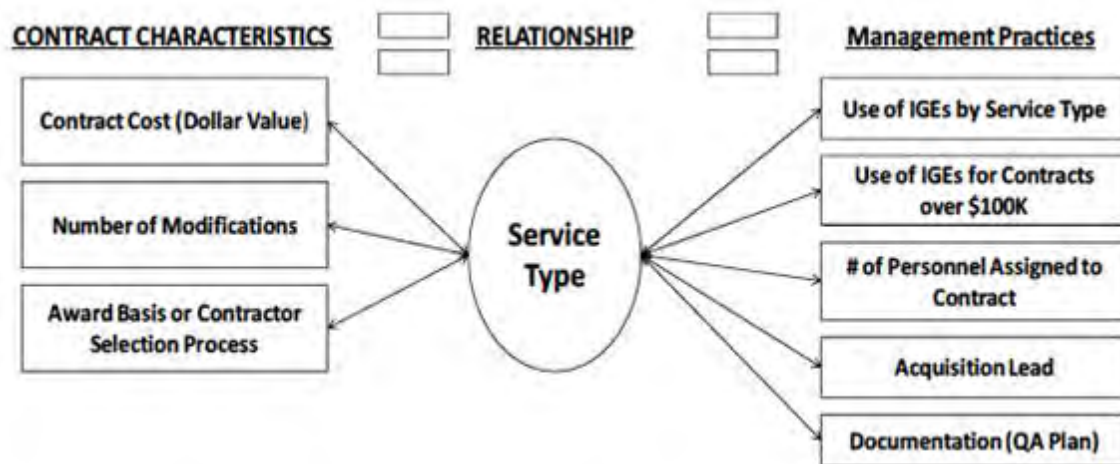 CONTRACT CHARACTERISTICS
RELATIONSHIP
Management Practices
Contract Cost (Dollar Value)
Number of Modifications
Award Basis or Contractor
Selection Process
Service
Type
Use of IGEs by Service Type
Use of IGEs for Contracts
over $100K
# of Personnel Assigned to
Contract
Acquisition Lead
Documentation (QA Plan)